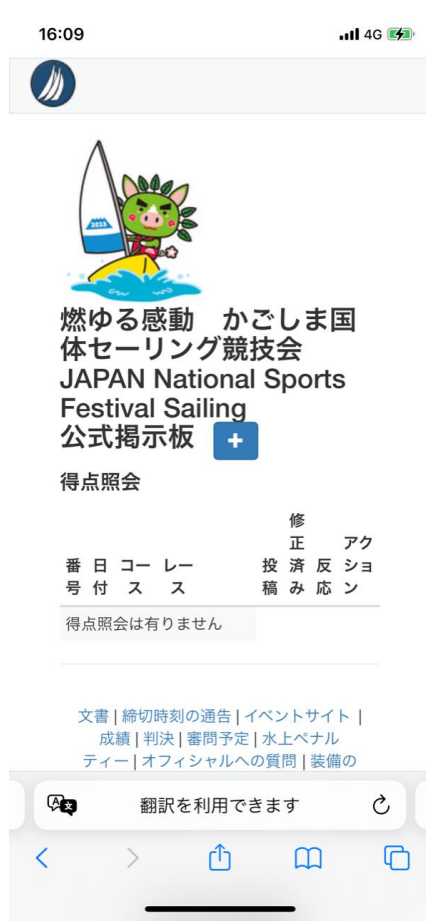 16:09
4G
2023
燃ゆる感動　かごしま国
体セーリング競技会
JAPAN National Sports
Festival Sailing
公式掲示板 +
得点照会
番号 日付 コース レース 投稿 修正済み 反応 アクション
得点照会は有りません
文書 | 締切時刻の通告 | イベントサイト |
成績 | 判決 | 審問予定 | 水上ペナル
ティー | オフィシャルへの質問 | 装備の
翻訳を利用できます